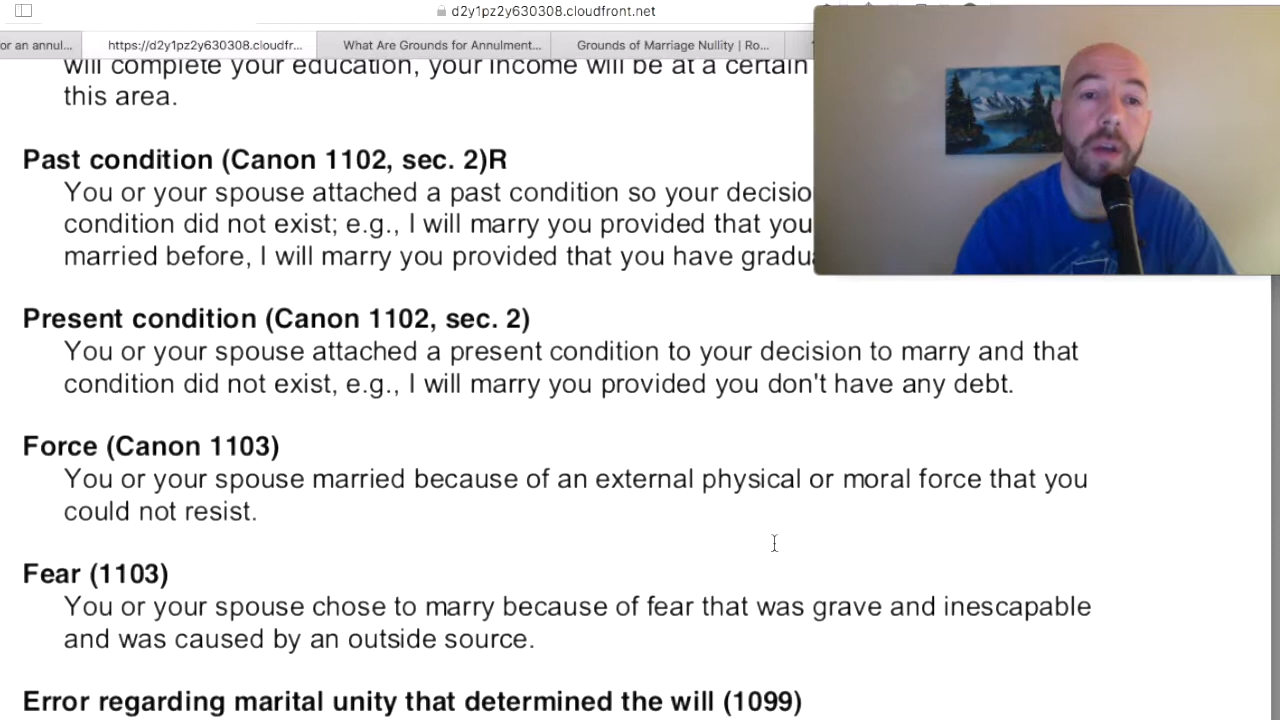 d2y1pz2y630308.cloudfront.net
or an annul...
https://d2y1pz2y630308.cloudfr...
What Are Grounds for Annulment...
Grounds of Marriage Nullity | Ro...
will complete your education, your income will be at a certain
this area.
Past condition (Canon 1102, sec. 2)R
You or your spouse attached a past condition so your decisio
condition did not exist; e.g., I will marry you provided that you
married before, I will marry you provided that you have gradu
Present condition (Canon 1102, sec. 2)
You or your spouse attached a present condition to your decision to marry and that
condition did not exist, e.g., I will marry you provided you don't have any debt.
Force (Canon 1103)
You or your spouse married because of an external physical or moral force that you
could not resist.
Fear (1103)
You or your spouse chose to marry because of fear that was grave and inescapable
and was caused by an outside source.
Error regarding marital unity that determined the will (1099)